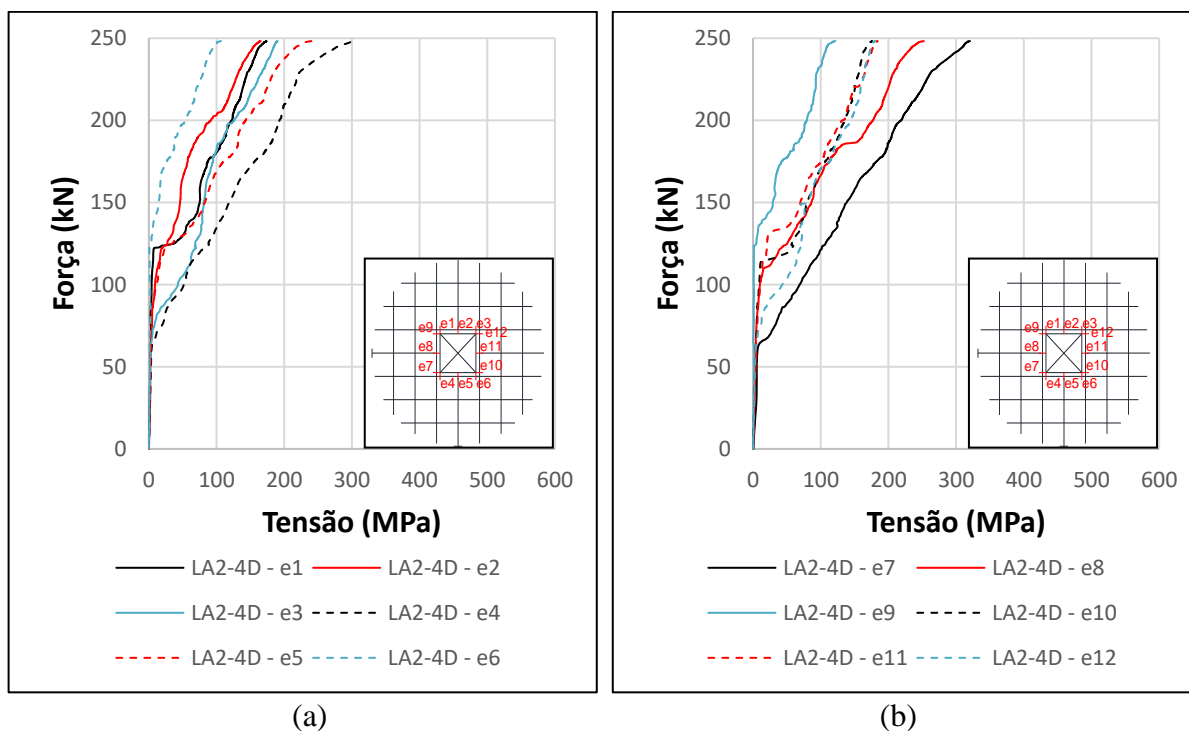 250
200
150
100
50
0
Força (kN)
0 100 200 300 400 500 600
Tensão (MPa)
e1 e2 e3
e9 e12
e8 e11
e7 e10
e4 e5 e6
LA2-4D - e1 LA2-4D - e2
LA2-4D - e3 LA2-4D - e4
LA2-4D - e5 LA2-4D - e6
(a)
250
200
150
100
50
0
Força (kN)
0 100 200 300 400 500 600
Tensão (MPa)
e1 e2 e3
e9 e12
e8 e11
e7 e10
e4 e5 e6
LA2-4D - e7 LA2-4D - e8
LA2-4D - e9 LA2-4D - e10
LA2-4D - e11 LA2-4D - e12
(b)